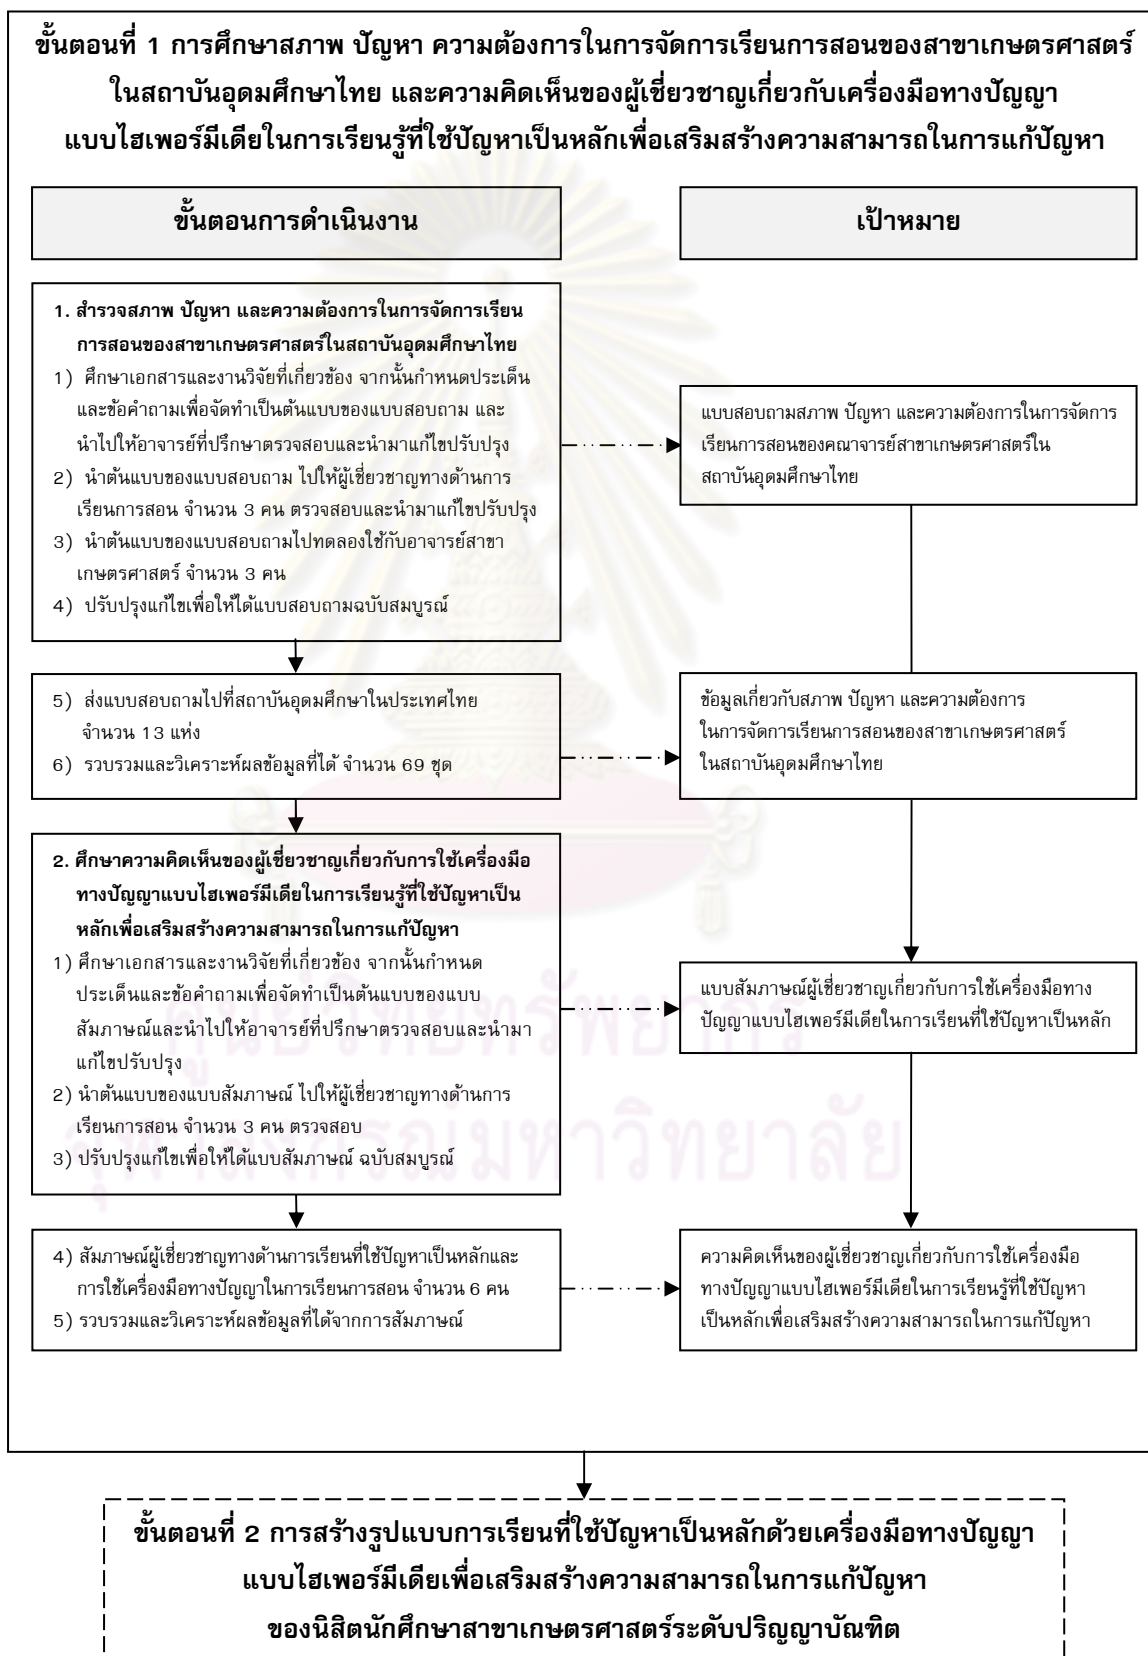 ขั้นตอนที่ 1 การศึกษาสภาพ ปัญหา ความต้องการในการจัดการเรียนการสอนของสาขาเกษตรศาสตร์
ในสถาบันอุดมศึกษาไทย และความคิดเห็นของผู้เชี่ยวชาญเกี่ยวกับเครื่องมือทางปัญญา
แบบไฮเพอร์มีเดียในการเรียนรู้ที่ใช้ปัญหาเป็นหลักเพื่อเสริมสร้างความสามารถในการแก้ปัญหา
ขั้นตอนการดำเนินงาน
เป้าหมาย
1. สำรวจสภาพ ปัญหา และความต้องการในการจัดการเรียน
การสอนของสาขาเกษตรศาสตร์ในสถาบันอุดมศึกษาไทย
1) ศึกษาเอกสารและงานวิจัยที่เกี่ยวข้อง จากนั้นกำหนดประเด็น
และข้อคำถามเพื่อจัดทำเป็นต้นแบบของแบบสอบถาม และ
นำไปให้อาจารย์ที่ปรึกษาตรวจสอบและนำมาแก้ไขปรับปรุง
2) นำต้นแบบของแบบสอบถาม ไปให้ผู้เชี่ยวชาญทางด้านการ
เรียนการสอน จำนวน 3 คน ตรวจสอบและนำมาแก้ไขปรับปรุง
3) นำต้นแบบของแบบสอบถามไปทดลองใช้กับอาจารย์สาขา
เกษตรศาสตร์ จำนวน 3 คน
4) ปรับปรุงแก้ไขเพื่อให้ได้แบบสอบถามฉบับสมบูรณ์
แบบสอบถามสภาพ ปัญหา และความต้องการในการจัดการ
เรียนการสอนของคณาจารย์สาขาเกษตรศาสตร์ใน
สถาบันอุดมศึกษาไทย
5) ส่งแบบสอบถามไปที่สถาบันอุดมศึกษาในประเทศไทย
จำนวน 13 แห่ง
6) รวบรวมและวิเคราะห์ผลข้อมูลที่ได้ จำนวน 69 ชุด
ข้อมูลเกี่ยวกับสภาพ ปัญหา และความต้องการ
ในการจัดการเรียนการสอนของสาขาเกษตรศาสตร์
ในสถาบันอุดมศึกษาไทย
2. ศึกษาความคิดเห็นของผู้เชี่ยวชาญเกี่ยวกับการใช้เครื่องมือ
ทางปัญญาแบบไฮเพอร์มีเดียในการเรียนรู้ที่ใช้ปัญหาเป็น
หลักเพื่อเสริมสร้างความสามารถในการแก้ปัญหา
1) ศึกษาเอกสารและงานวิจัยที่เกี่ยวข้อง จากนั้นกำหนด
ประเด็นและข้อคำถามเพื่อจัดทำเป็นต้นแบบของแบบ
สัมภาษณ์และนำไปให้อาจารย์ที่ปรึกษาตรวจสอบและนำมา
แก้ไขปรับปรุง
2) นำต้นแบบของแบบสัมภาษณ์ ไปให้ผู้เชี่ยวชาญทางด้านการ
เรียนการสอน จำนวน 3 คน ตรวจสอบ
3) ปรับปรุงแก้ไขเพื่อให้ได้แบบสัมภาษณ์ ฉบับสมบูรณ์
แบบสัมภาษณ์ผู้เชี่ยวชาญเกี่ยวกับการใช้เครื่องมือทาง
ปัญญาแบบไฮเพอร์มีเดียในการเรียนที่ใช้ปัญหาเป็นหลัก
ศูนย์วิทยทรัพยากร
จุฬาลงกรณ์มหาวิทยาลัย
4) สัมภาษณ์ผู้เชี่ยวชาญทางด้านการเรียนที่ใช้ปัญหาเป็นหลักและ
การใช้เครื่องมือทางปัญญาในการเรียนการสอน จำนวน 6 คน
5) รวบรวมและวิเคราะห์ผลข้อมูลที่ได้จากการสัมภาษณ์
ความคิดเห็นของผู้เชี่ยวชาญเกี่ยวกับการใช้เครื่องมือ
ทางปัญญาแบบไฮเพอร์มีเดียในการเรียนรู้ที่ใช้ปัญหา
เป็นหลักเพื่อเสริมสร้างความสามารถในการแก้ปัญหา
ขั้นตอนที่ 2 การสร้างรูปแบบการเรียนที่ใช้ปัญหาเป็นหลักด้วยเครื่องมือทางปัญญา
แบบไฮเพอร์มีเดียเพื่อเสริมสร้างความสามารถในการแก้ปัญหา
ของนิสิตนักศึกษาสาขาเกษตรศาสตร์ระดับปริญญาบัณฑิต